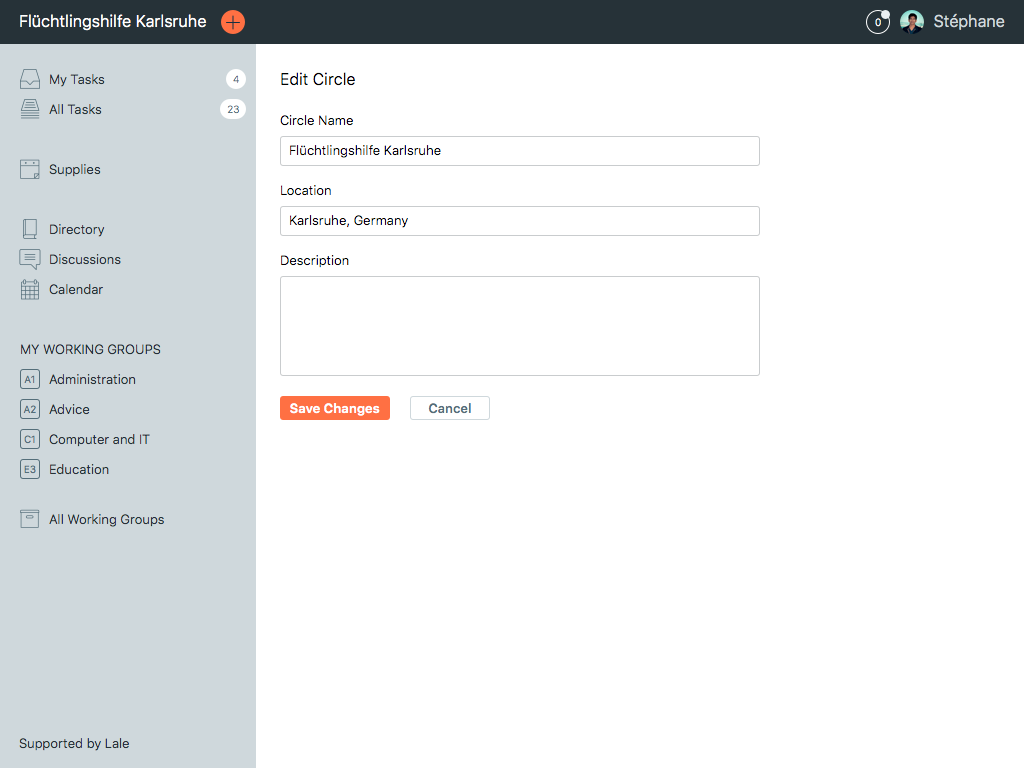 Flüchtlingshilfe Karlsruhe
0
Stéphane
My Tasks
4
All Tasks
23
Supplies
Directory
Discussions
Calendar
MY WORKING GROUPS
A1 Administration
A2 Advice
C1 Computer and IT
E3 Education
All Working Groups
Supported by Lale
Edit Circle
Circle Name
Flüchtlingshilfe Karlsruhe
Location
Karlsruhe, Germany
Description
Save Changes
Cancel